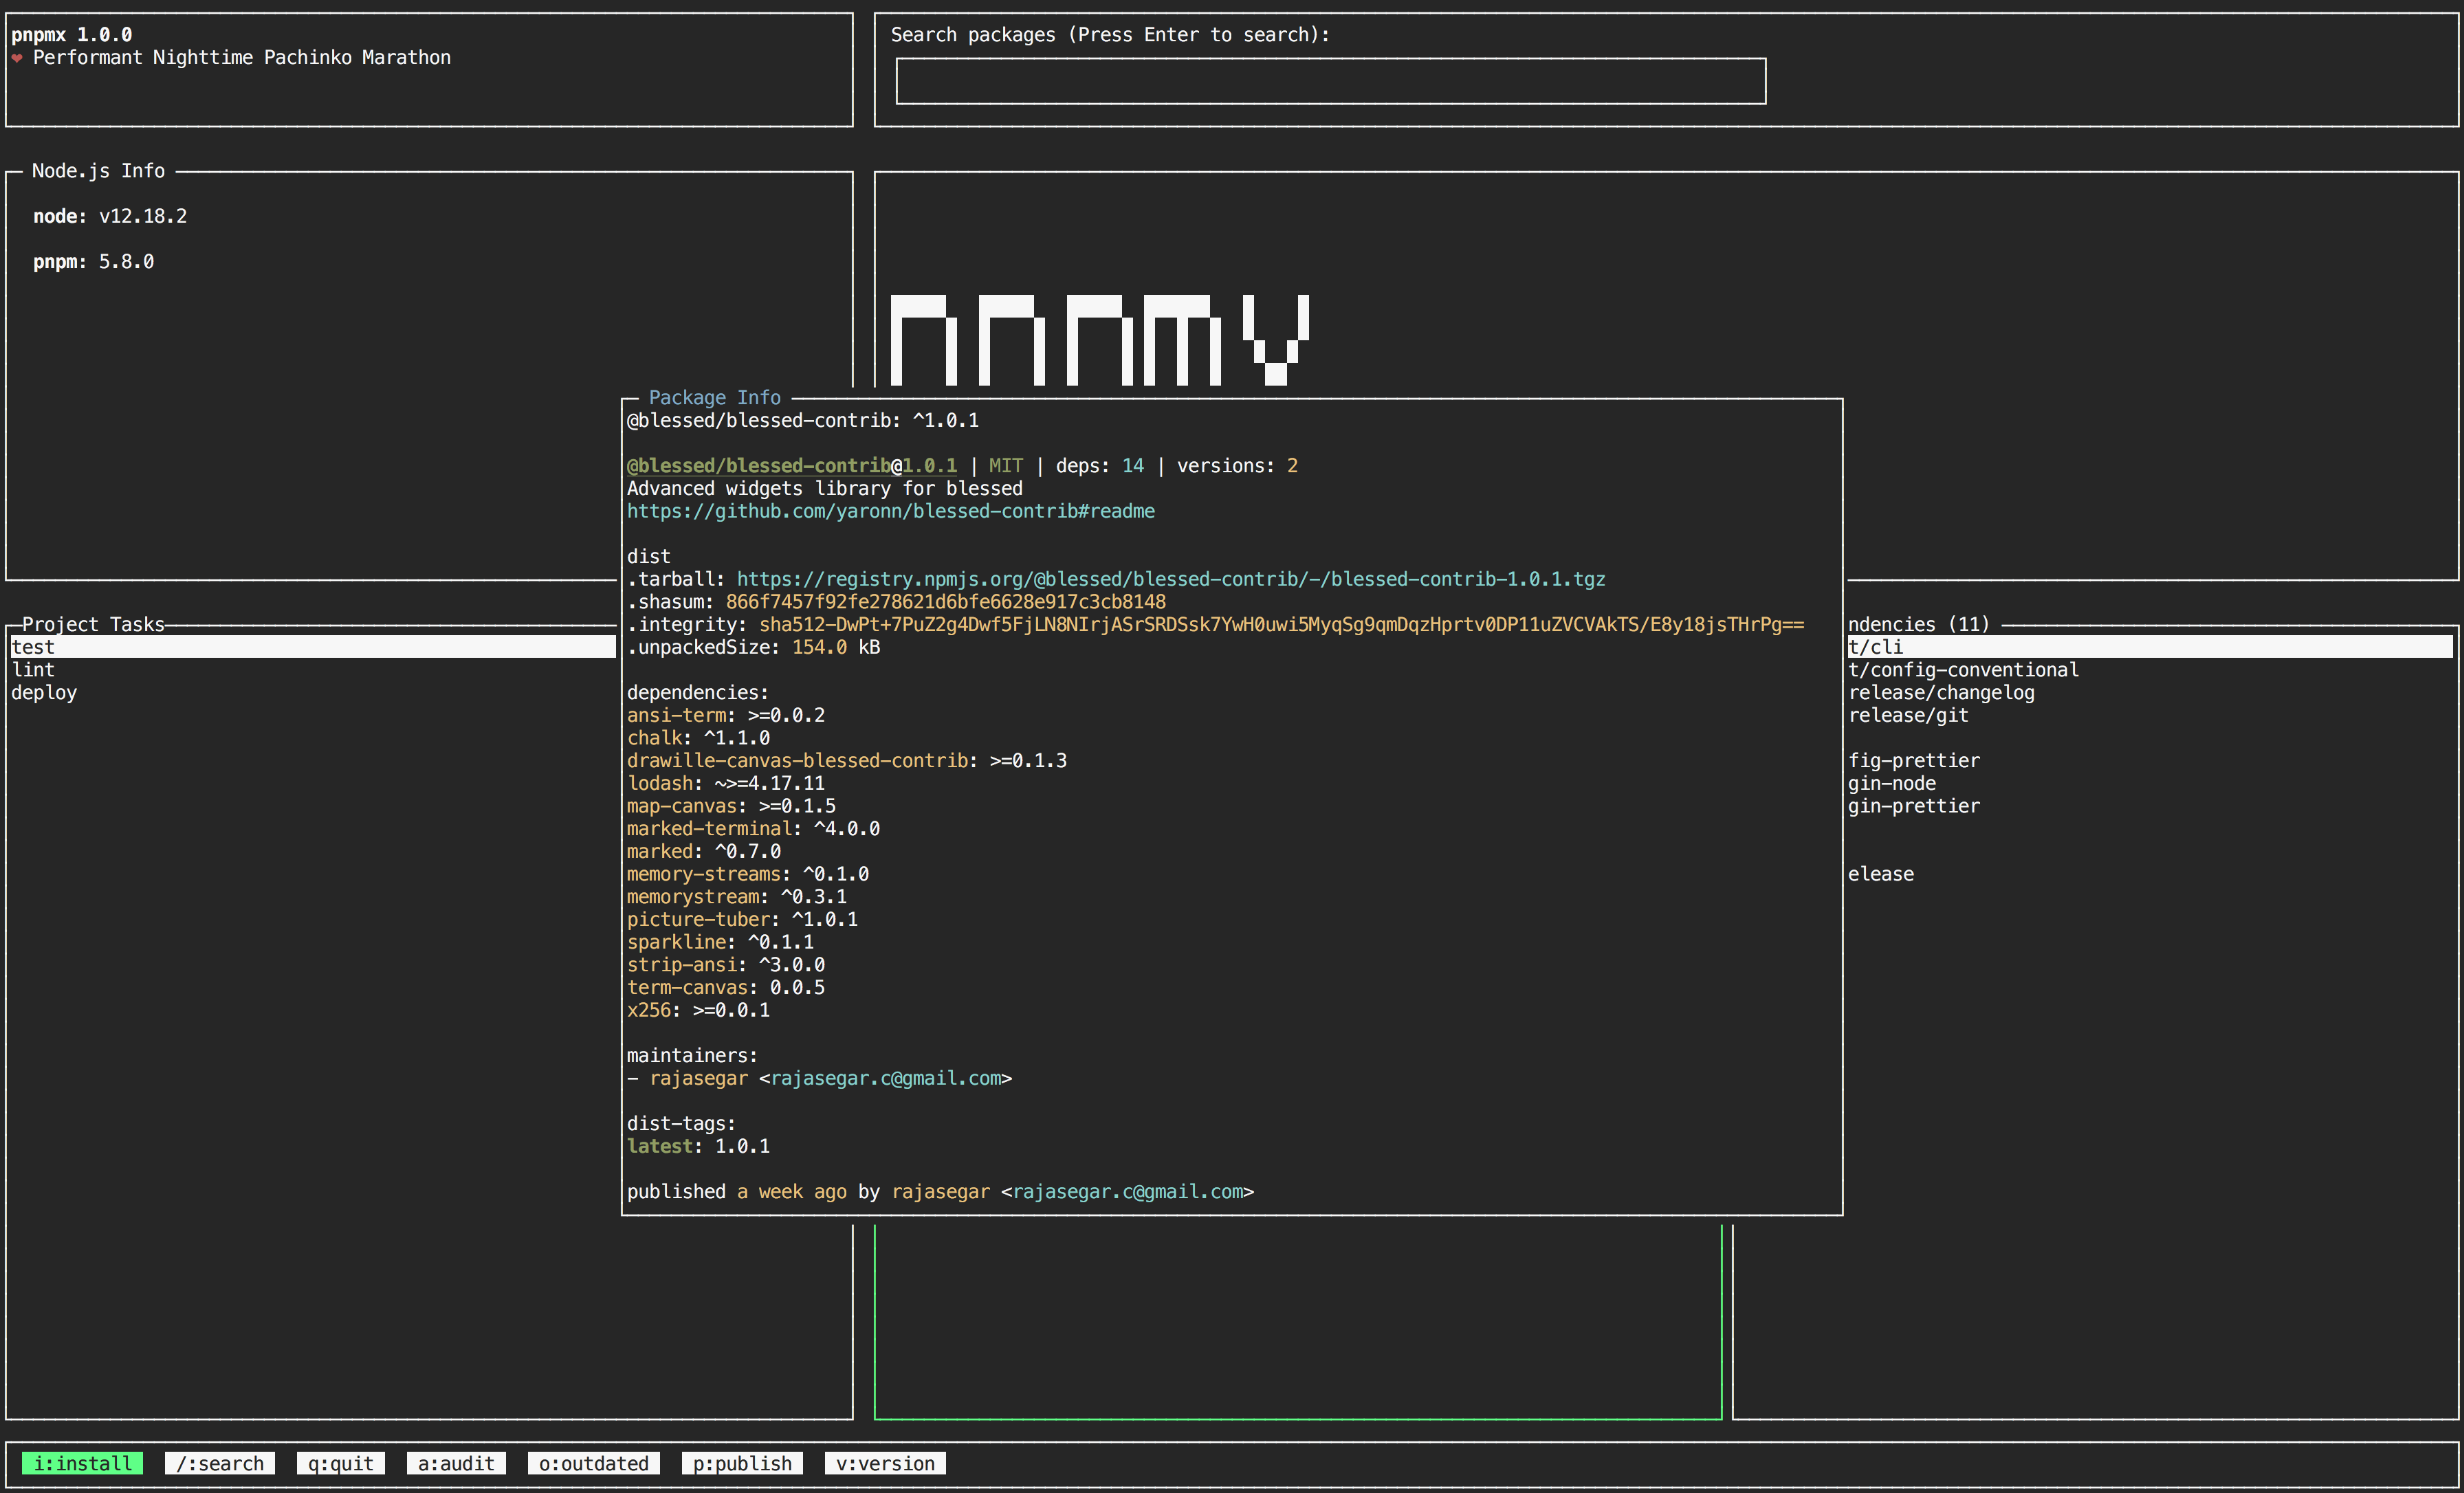 pnpmx 1.0.0
❤ Performant Nighttime Pachinko Marathon
Search packages (Press Enter to search):
Node.js Info
node: v12.18.2
pnpm: 5.8.0
Package Info
@blessed/blessed-contrib: ^1.0.1
@blessed/blessed-contrib@1.0.1 | MIT | deps: 14 | versions: 2
Advanced widgets library for blessed
https://github.com/yaronn/blessed-contrib#readme
dist
.tarball: https://registry.npmjs.org/@blessed/blessed-contrib/-/blessed-contrib-1.0.1.tgz
.shasum: 866f7457f92fe278621d6bfe6628e917c3cb8148
.integrity: sha512-DwPt+7PuZ2g4Dwf5FjLN8NIrjASrSRDSsk7YwH0uwi5MyqSg9qmDqzHprtv0DP11uZVCVAkTS/E8y18jsTHrPg==
.unpackedSize: 154.0 kB
dependencies:
ansi-term: >=0.0.2
chalk: ^1.1.0
drawille-canvas-blessed-contrib: >=0.1.3
lodash: ~>=4.17.11
map-canvas: >=0.1.5
marked-terminal: ^4.0.0
marked: ^0.7.0
memory-streams: ^0.1.0
memorystream: ^0.3.1
picture-tuber: ^1.0.1
sparkline: ^0.1.1
strip-ansi: ^3.0.0
term-canvas: 0.0.5
x256: >=0.0.1
maintainers:
- rajasegar <rajasegar.c@gmail.com>
dist-tags:
latest: 1.0.1
published a week ago by rajasegar <rajasegar.c@gmail.com>
Project Tasks
test
lint
deploy
ndencies (11)
t/cli
t/config-conventional
release/changelog
release/git
fig-prettier
gin-node
gin-prettier
elease
i:install /:search q:quit a:audit o:outdated p:publish v:version